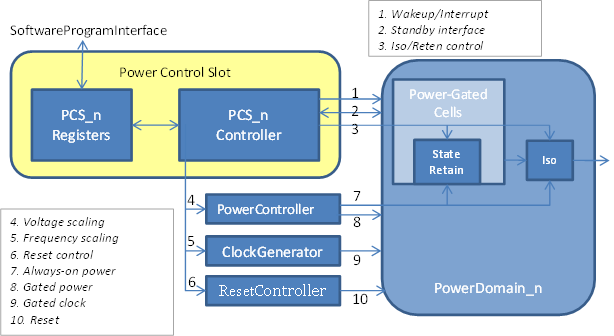 SoftwareProgramInterface
1. Wakeup/Interrupt
2. Standby interface
3. Iso/Reten control
Power Control Slot
PCS_n
Registers
PCS_n
Controller
1
2
3
Power-Gated
Cells
State
Retain
Iso
4
PowerController
7
8
5
ClockGenerator
9
6
ResetController
10
PowerDomain_n
4. Voltage scaling
5. Frequency scaling
6. Reset control
7. Always-on power
8. Gated power
9. Gated clock
10. Reset